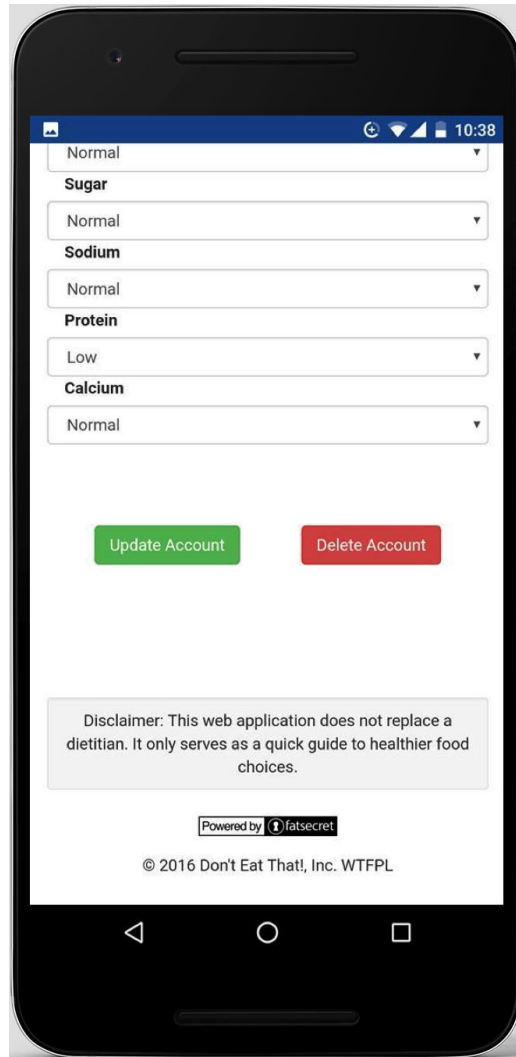 10:38
Normal
Sugar
Normal
Sodium
Normal
Protein
Low
Calcium
Normal
Update Account
Delete Account
Disclaimer: This web application does not replace a
dietitian. It only serves as a quick guide to healthier food
choices.
Powered by fatsecret
© 2016 Don't Eat That!, Inc. WTFPL